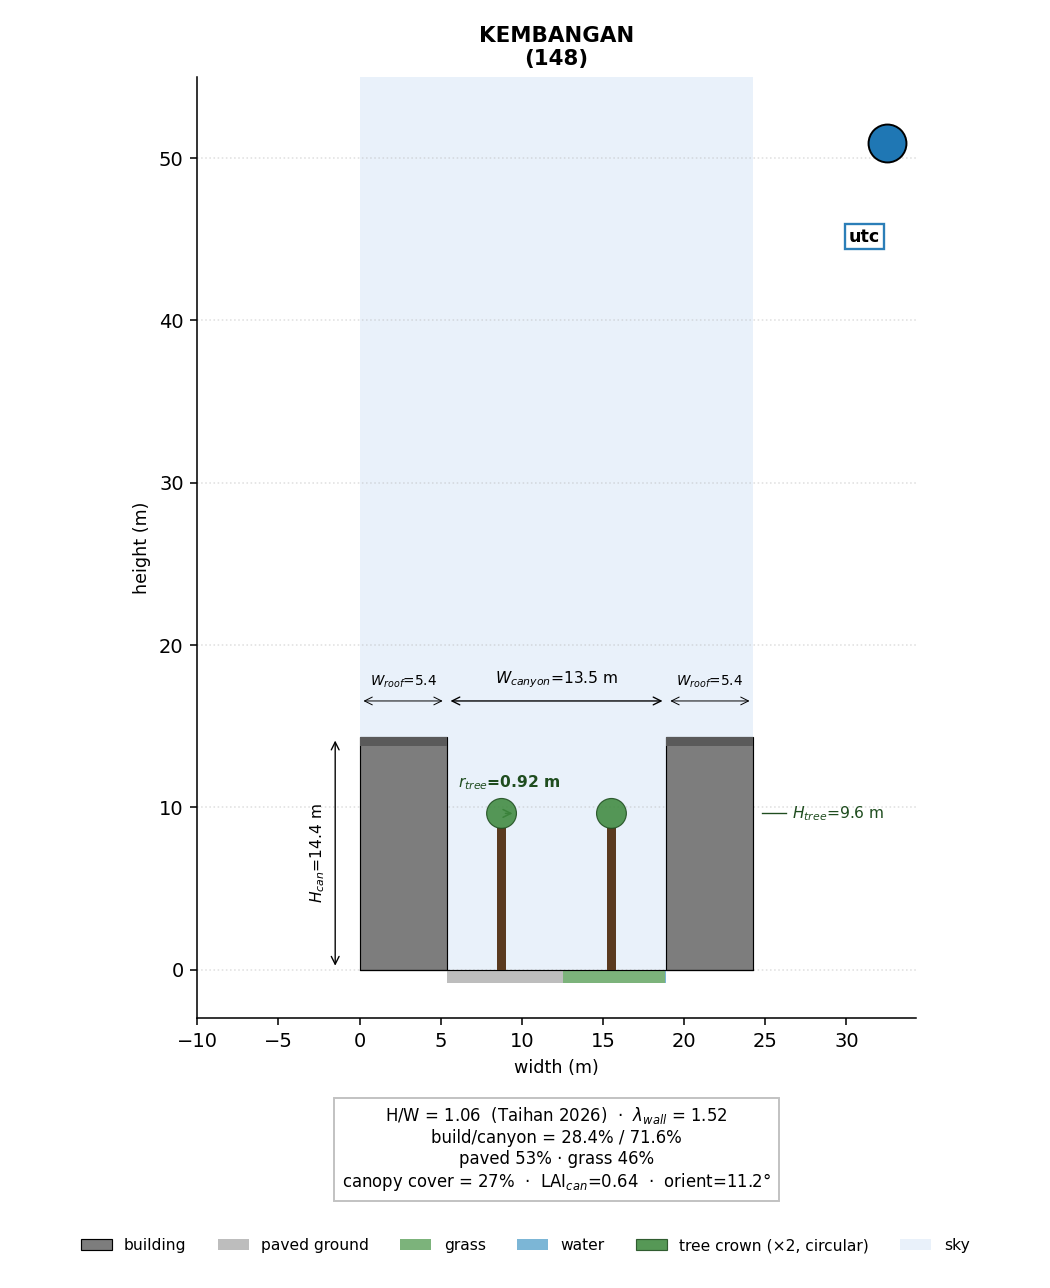 KEMBANGAN
(148)
50
utc
40
30
height (m)
20
W_roof=5.4
W_canyon=13.5 m
W_roof=5.4
r_tree=0.92 m
10
H_tree=9.6 m
H_can=14.4 m
0
−10 −5 0 5 10 15 20 25 30
width (m)
H/W = 1.06 (Taihan 2026) · λ_wall = 1.52
build/canyon = 28.4% / 71.6%
paved 53% · grass 46%
canopy cover = 27% · LAI_can=0.64 · orient=11.2°
building paved ground grass water tree crown (×2, circular) sky